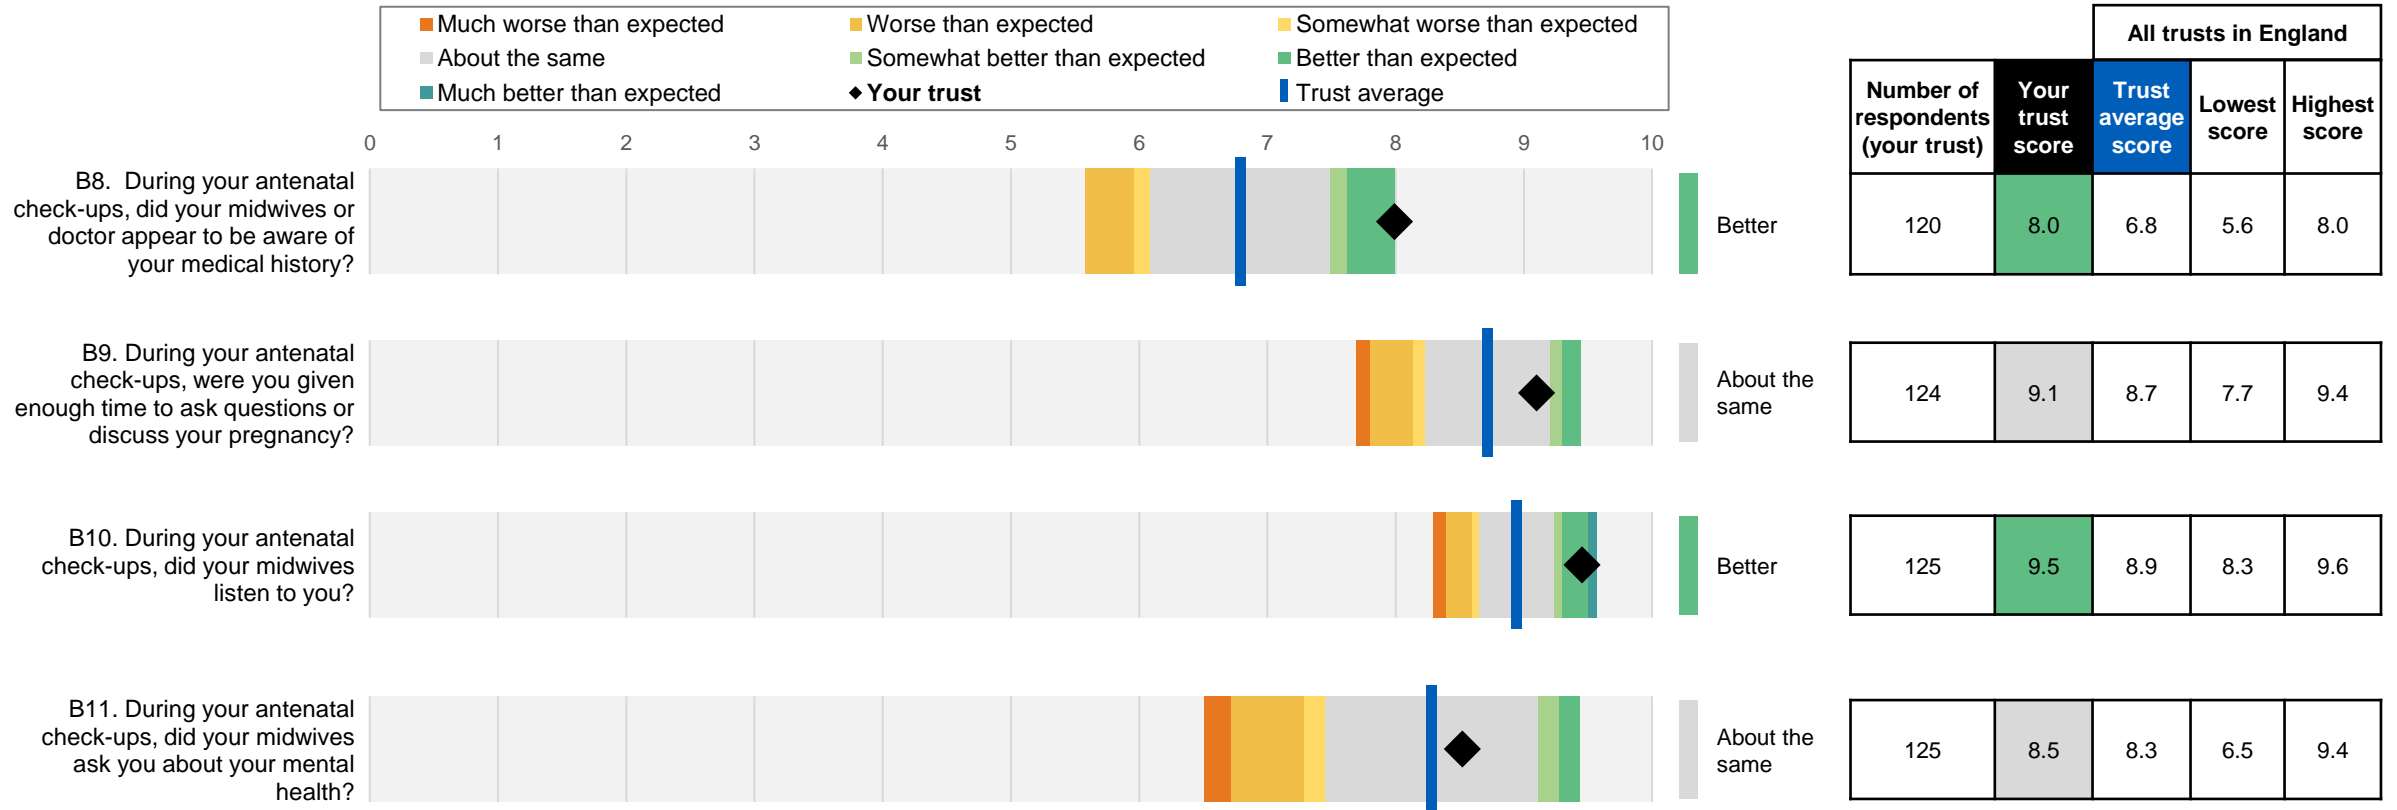 Much worse than expected
Worse than expected
Somewhat worse than expected
About the same
Somewhat better than expected
Better than expected
Much better than expected
Your trust
Trust average
All trusts in England
Number of
respondents
(your trust)
Your
trust
score
Trust
average
score
Lowest
score
Highest
score
0 1 2 3 4 5 6 7 8 9 10
B8. During your antenatal
check-ups, did your midwives or
doctor appear to be aware of
your medical history?
Better
120 8.0 6.8 5.6 8.0
B9. During your antenatal
check-ups, were you given
enough time to ask questions or
discuss your pregnancy?
About the
same
124 9.1 8.7 7.7 9.4
B10. During your antenatal
check-ups, did your midwives
listen to you?
Better
125 9.5 8.9 8.3 9.6
B11. During your antenatal
check-ups, did your midwives
ask you about your mental
health?
About the
same
125 8.5 8.3 6.5 9.4